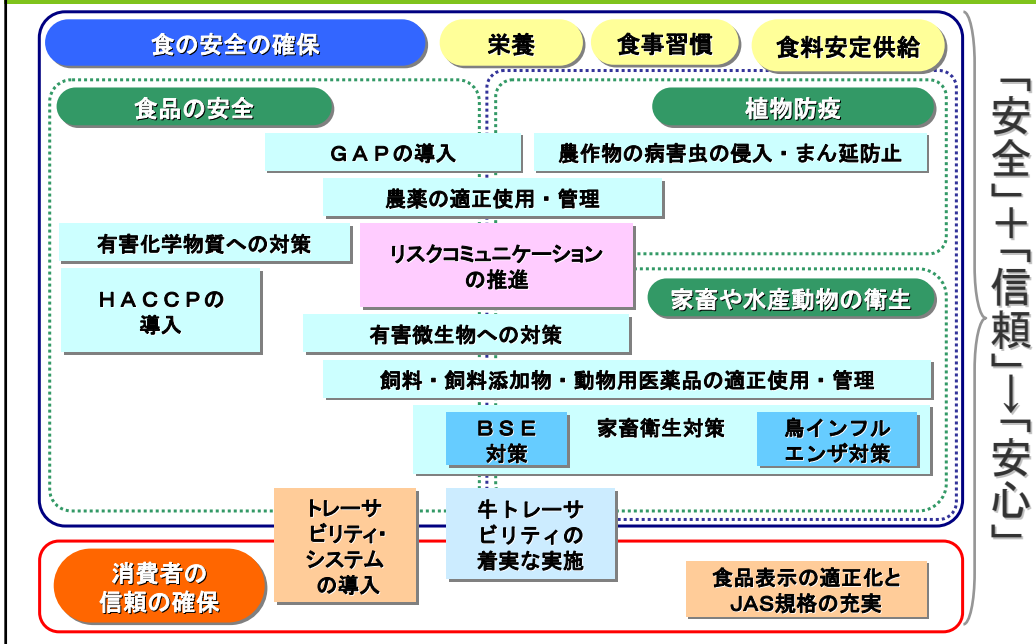 食の安全の確保
栄養
食事習慣
食料安定供給
食品の安全
植物防疫
GAPの導入
農作物の病害虫の侵入・まん延防止
農薬の適正使用・管理
有害化学物質への対策
リスクコミュニケーション
の推進
HACCPの
導入
家畜や水産動物の衛生
有害微生物への対策
飼料・飼料添加物・動物用医薬品の適正使用・管理
BSE
対策
家畜衛生対策
鳥インフル
エンザ対策
トレーサ
ビリティ・
システム
の導入
牛トレーサ
ビリティの
着実な実施
消費者の
信頼の確保
食品表示の適正化と
JAS規格の充実
「安全」+「信頼」→「安心」